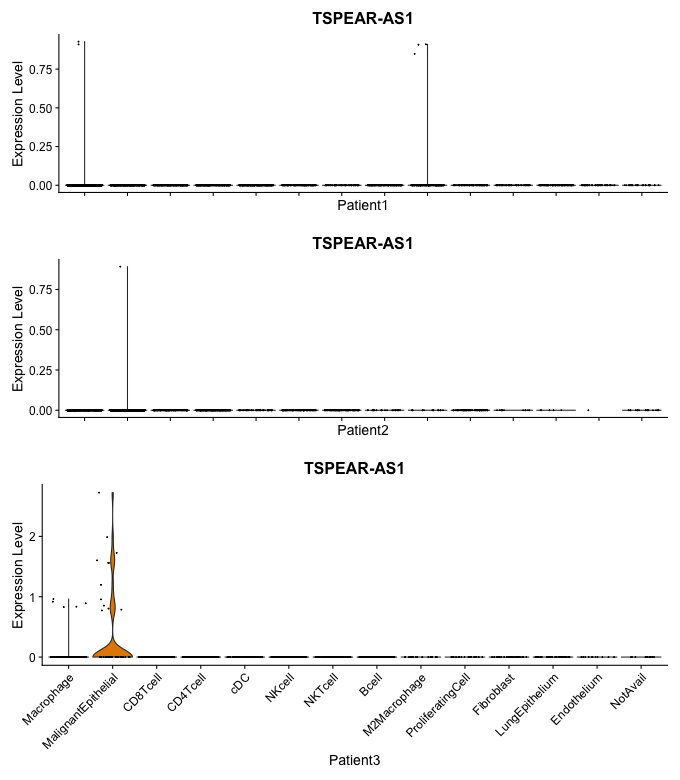 TSPEAR-AS1
Expression Level
0.75
0.50
0.25
0.00
Patient1
TSPEAR-AS1
Expression Level
0.75
0.50
0.25
0.00
Patient2
TSPEAR-AS1
Expression Level
2
1
0
Macrophage
MalignantEpithelial
CD8Tcell
CD4Tcell
cDC
NKcell
NKTcell
Bcell
M2Macrophage
ProliferatingCell
Fibroblast
LungEpithelium
Endothelium
NotAvail
Patient3